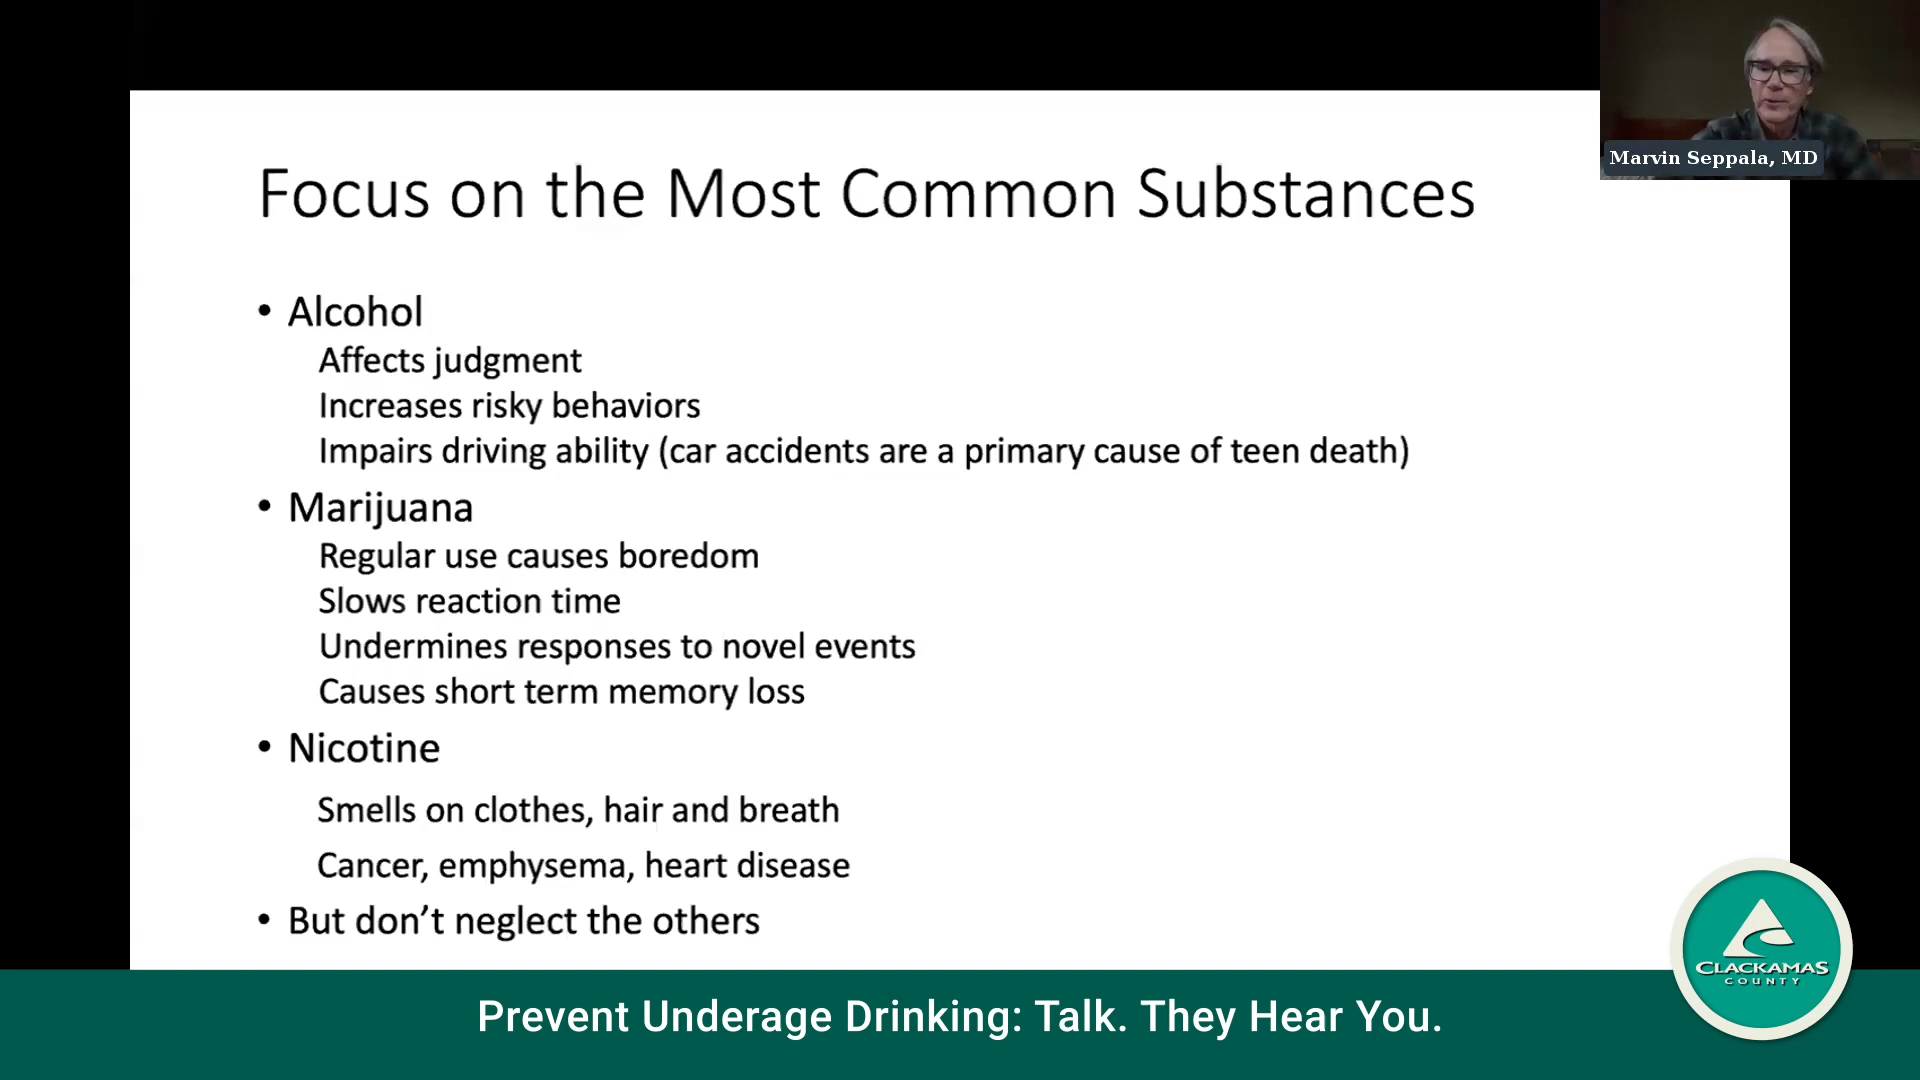 Marvin Seppala, MD
Focus on the Most Common Substances
• Alcohol
Affects judgment
Increases risky behaviors
Impairs driving ability (car accidents are a primary cause of teen death)
• Marijuana
Regular use causes boredom
Slows reaction time
Undermines responses to novel events
Causes short term memory loss
• Nicotine
Smells on clothes, hair and breath
Cancer, emphysema, heart disease
• But don’t neglect the others
CLACKAMAS
COUNTY
Prevent Underage Drinking: Talk. They Hear You.